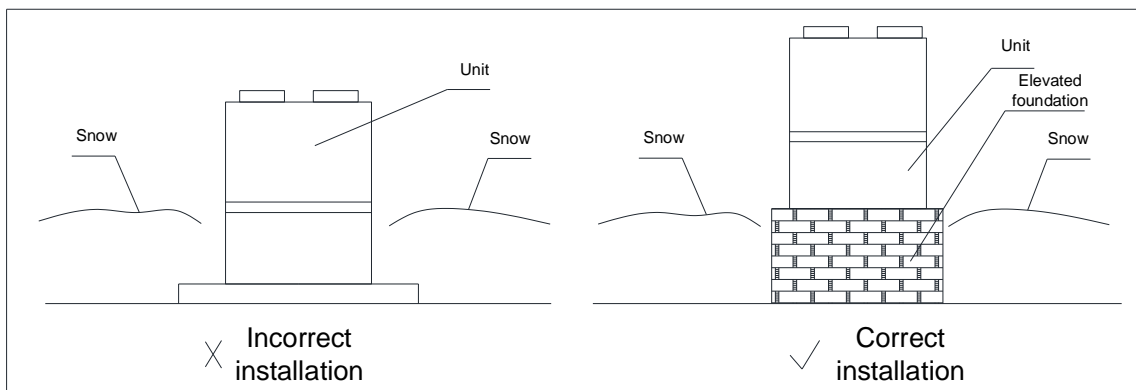 Unit
Snow
Snow
Incorrect
installation
Unit
Elevated
foundation
Snow
Snow
Correct
installation